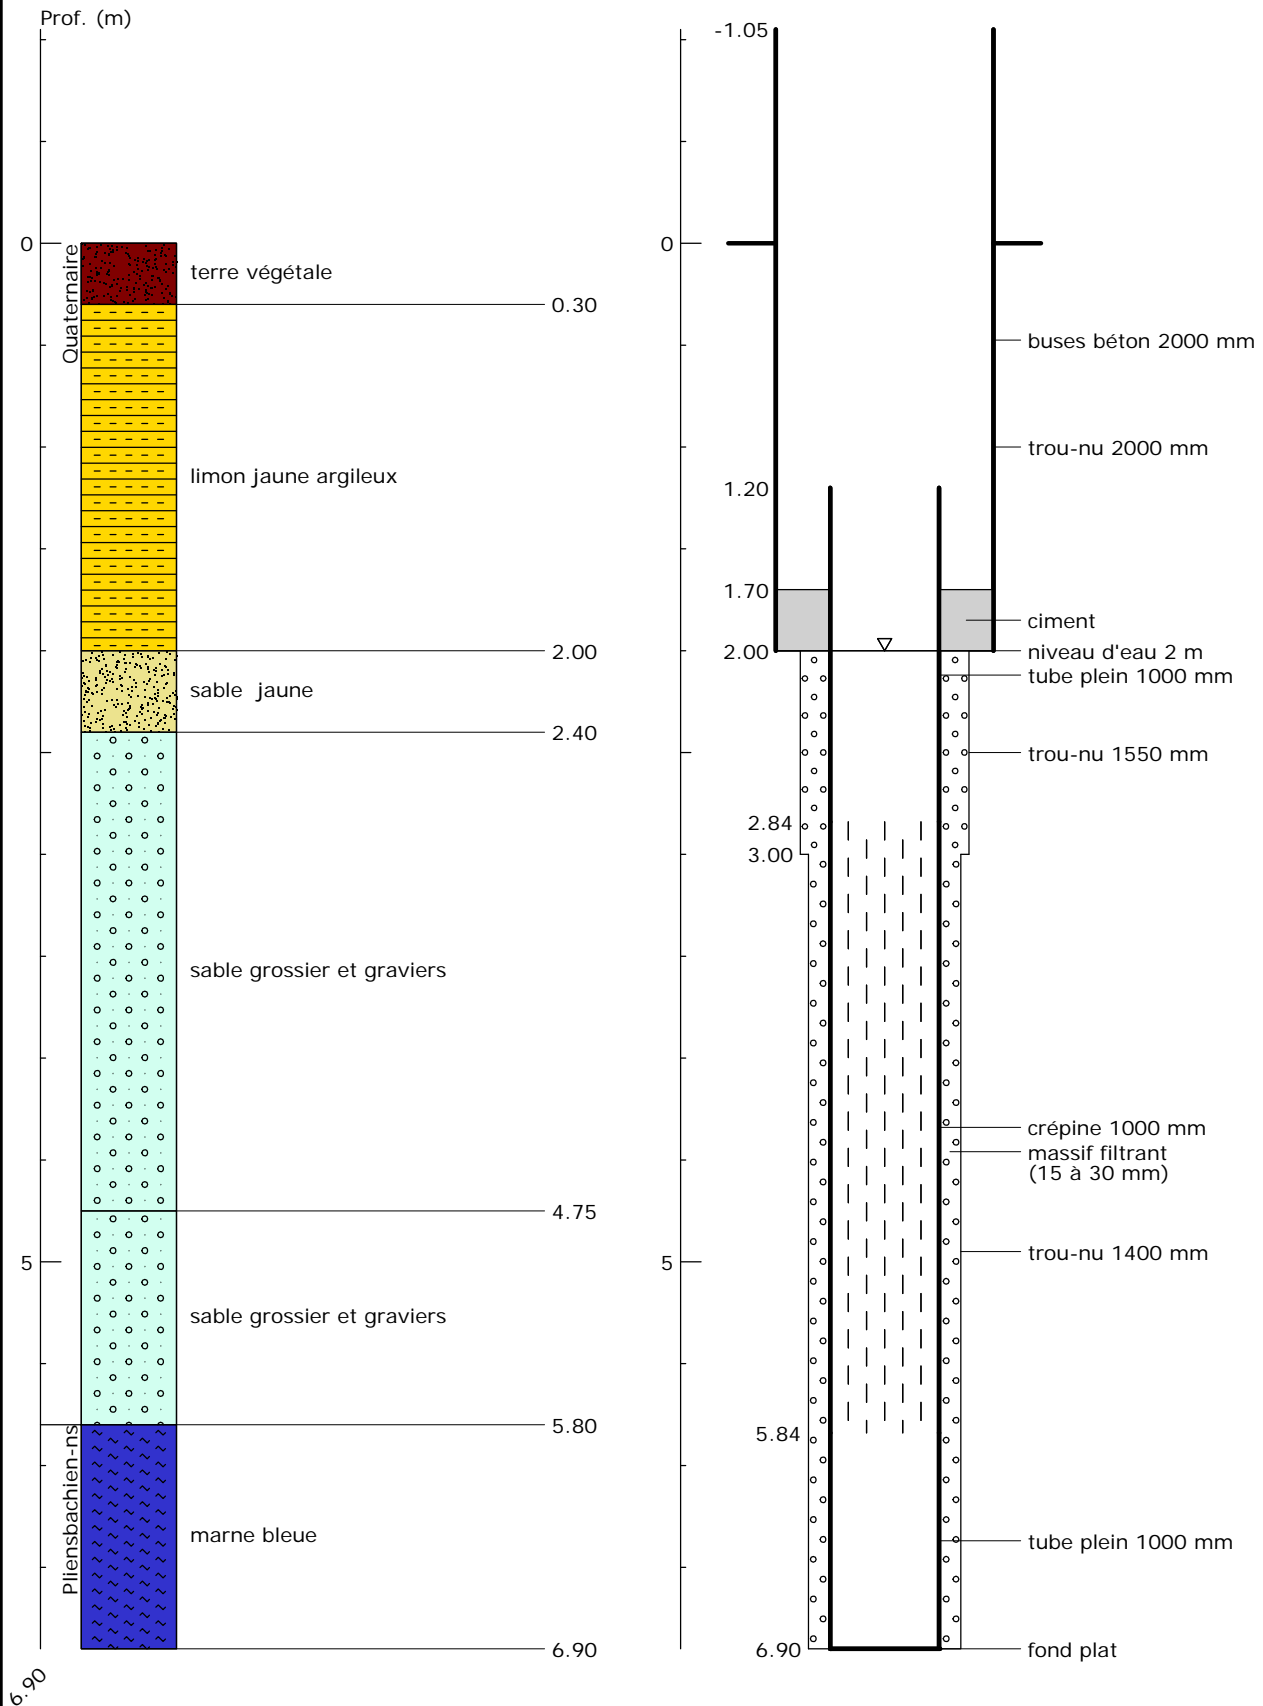 Prof. (m)
0
5
6.90
Quaternaire
Pliensbachien-ns
terre végétale
0.30
limon jaune argileux
2.00
sable jaune
2.40
sable grossier et graviers
4.75
sable grossier et graviers
5.80
marne bleue
6.90
-1.05
0
buses béton 2000 mm
trou-nu 2000 mm
1.20
1.70
ciment
2.00
niveau d'eau 2 m
tube plein 1000 mm
trou-nu 1550 mm
2.84
3.00
crépine 1000 mm
massif filtrant
(15 à 30 mm)
trou-nu 1400 mm
5
5.84
tube plein 1000 mm
6.90
fond plat